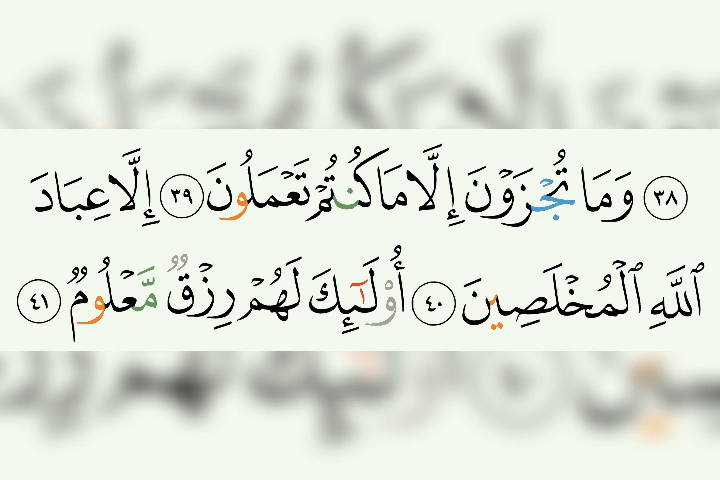 ٣٨ وَمَا تُجْزَوْنَ إِلَّا مَا كُنتُمْ تَعْمَلُونَ ٣٩ إِلَّا عِبَادَ
ٱللَّهِ ٱلْمُخْلَصِينَ ٤٠ أُو۟لَٰٓئِكَ لَهُمْ رِزْقٌ مَّعْلُومٌ ٤١